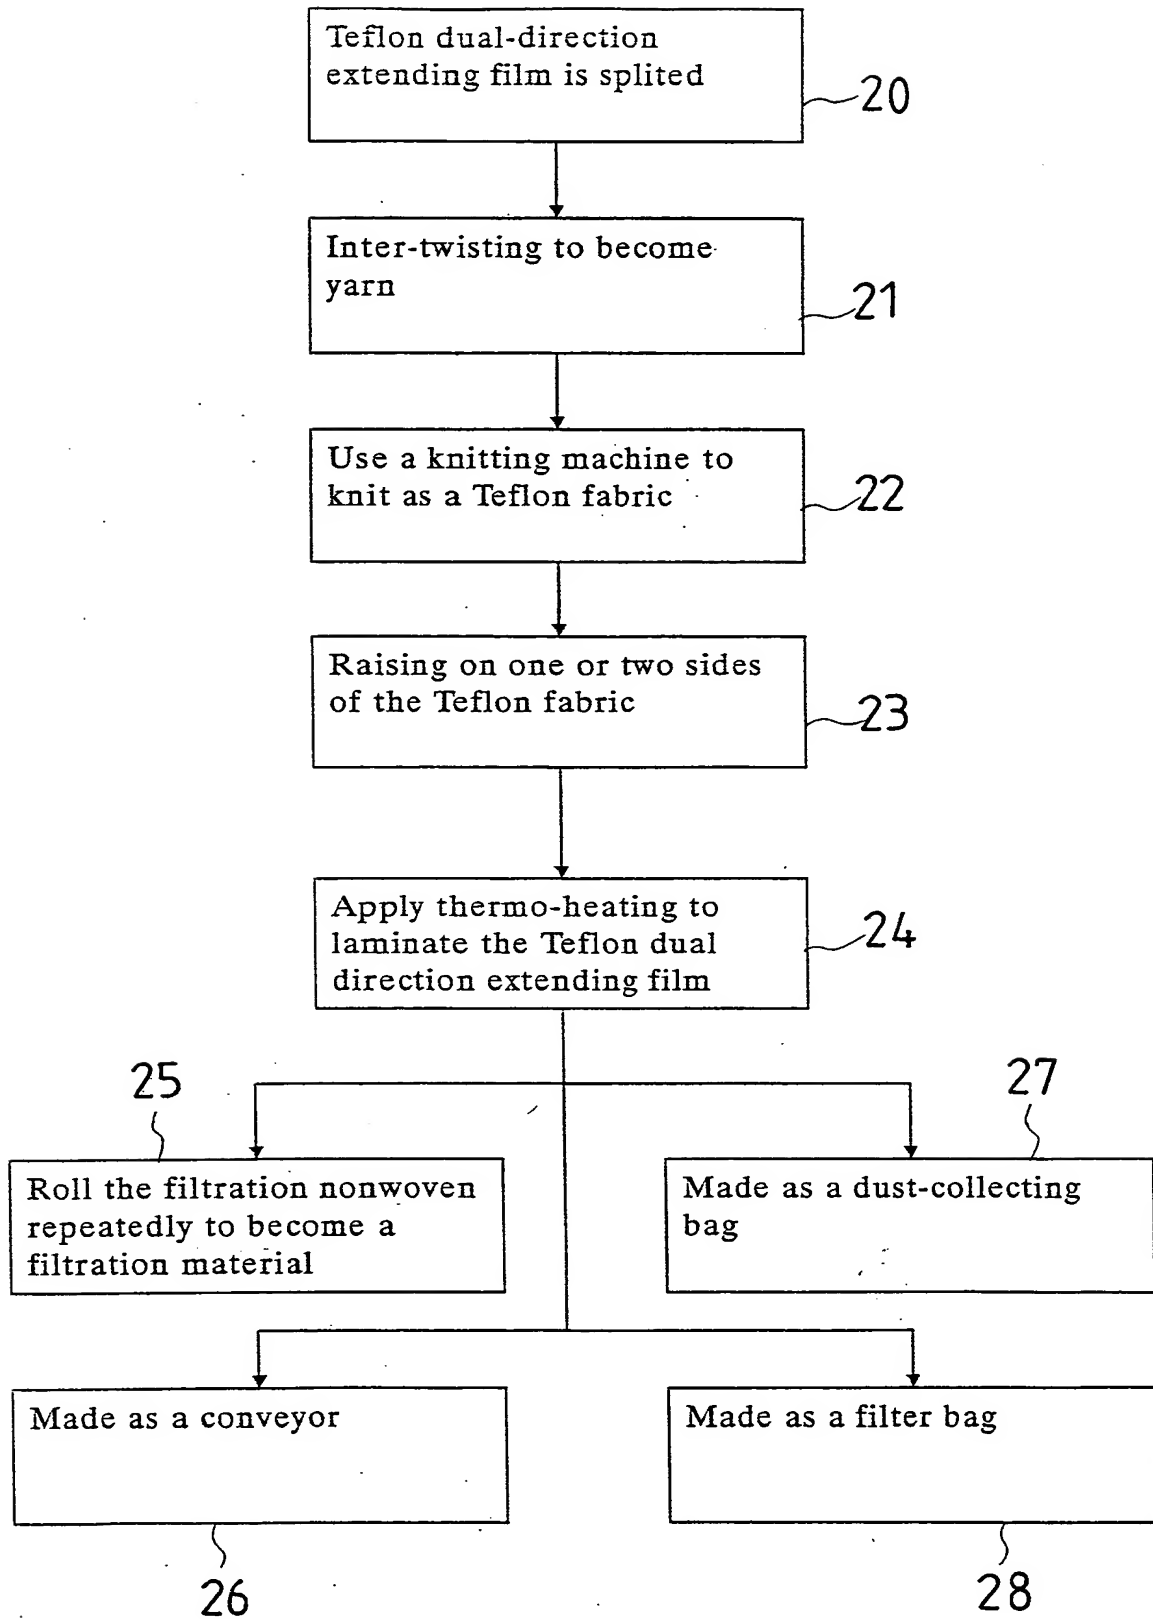 Teflon dual-direction
extending film is splited
20
Inter-twisting to become
yarn
21
Use a knitting machine to
knit as a Teflon fabric
22
Raising on one or two sides
of the Teflon fabric
23
Apply thermo-heating to
laminate the Teflon dual
direction extending film
24
25
Roll the filtration nonwoven
repeatedly to become a
filtration material
27
Made as a dust-collecting
bag
Made as a conveyor
26
Made as a filter bag
28